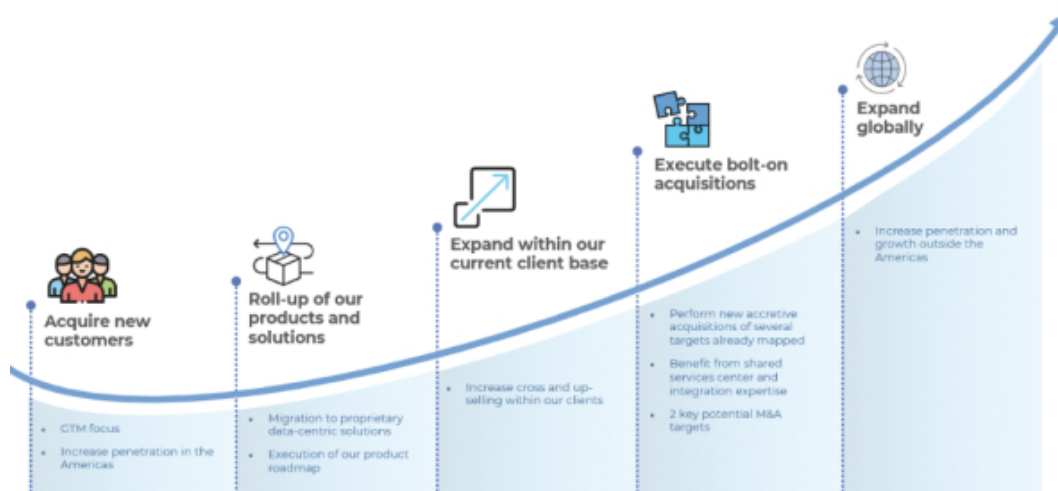 Acquire new
customers
• GTM focus
• Increase penetration in the
Americas
Roll-up of our
products and
solutions
• Migration to proprietary
data-centric solutions
• Execution of our product
roadmap
Expand within our
current client base
• Increase cross and up-
selling within our clients
Execute bolt-on
acquisitions
• Perform new accretive
acquisitions of several
targets already mapped
• Benefit from shared
services center and
integration expertise
• 2 key potential M&A
targets
Expand
globally
• Increase penetration and
growth outside the
Americas